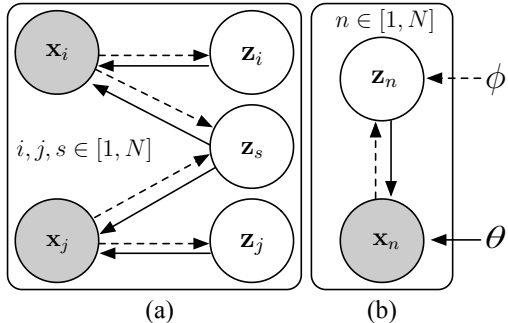 x_i z_i
i, j, s ∈ [1, N] z_s
x_j z_j
(a)
n ∈ [1, N]
z_n ϕ
x_n θ
(b)